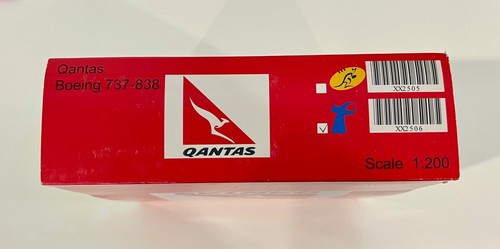 Qantas
Boeing 737-838
QANTAS
XX2505
XX2506
Scale 1:200